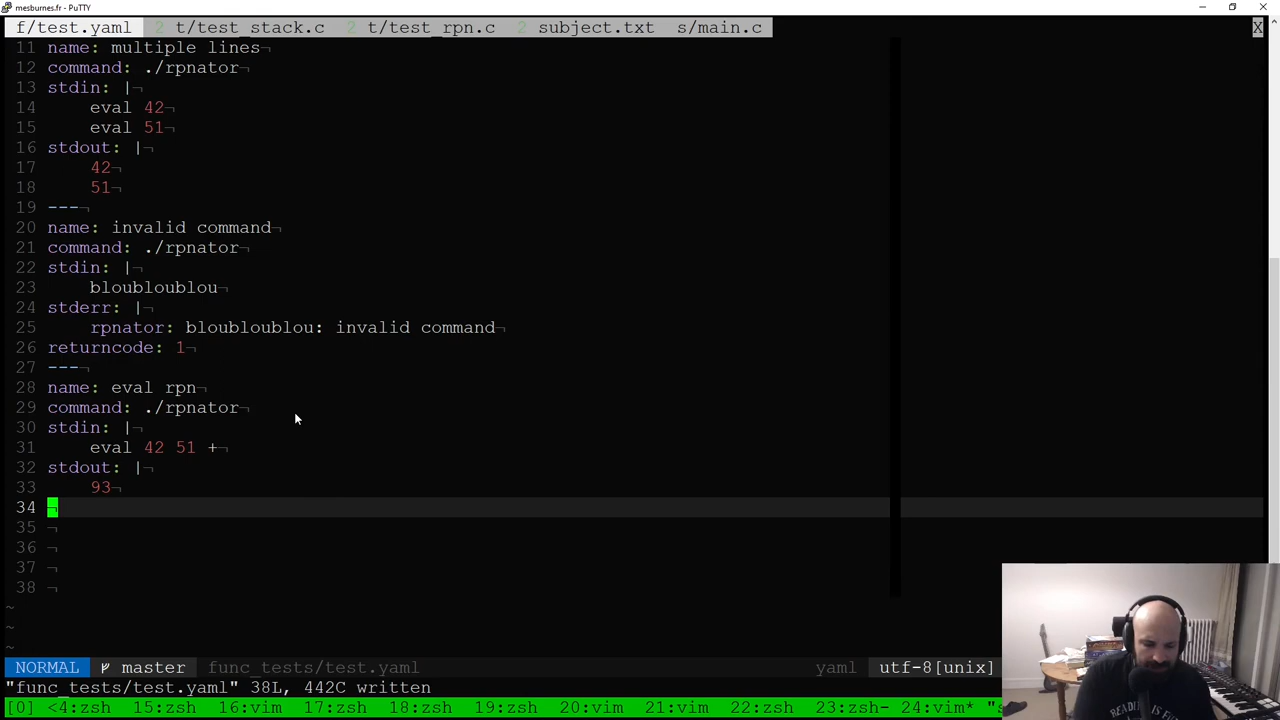 mesburnes.fr - PuTTY
f/test.yaml 2 t/test_stack.c 2 t/test_rpn.c 2 subject.txt s/main.c X
11 name: multiple lines¬
12 command: ./rpnator¬
13 stdin: |¬
14 eval 42¬
15 eval 51¬
16 stdout: |¬
17 42¬
18 51¬
19 ---¬
20 name: invalid command¬
21 command: ./rpnator¬
22 stdin: |¬
23 bloubloublou¬
24 stderr: |¬
25 rpnator: bloubloublou: invalid command¬
26 returncode: 1¬
27 ---¬
28 name: eval rpn¬
29 command: ./rpnator¬
30 stdin: |¬
31 eval 42 51 +¬
32 stdout: |¬
33 93¬
34 ¬
35 ¬
36 ¬
37 ¬
38 ¬
~
~
~
NORMAL master func_tests/test.yaml yaml utf-8[unix]
"func_tests/test.yaml" 38L, 442C written
[0] <4:zsh 15:zsh 16:vim 17:zsh 18:zsh 19:zsh 20:vim 21:vim 22:zsh 23:zsh- 24:vim*